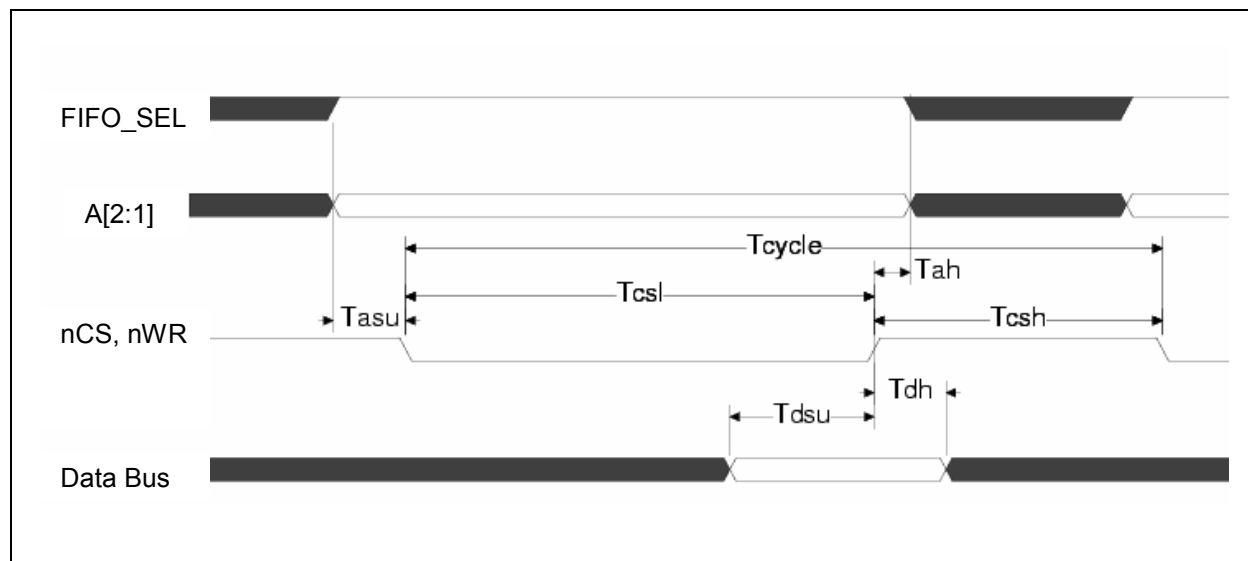 FIFO_SEL
A[2:1]
Tcycle
Tah
Tcsl
Tasu
Tcsh
nCS, nWR
Tdh
Tdsu
Data Bus